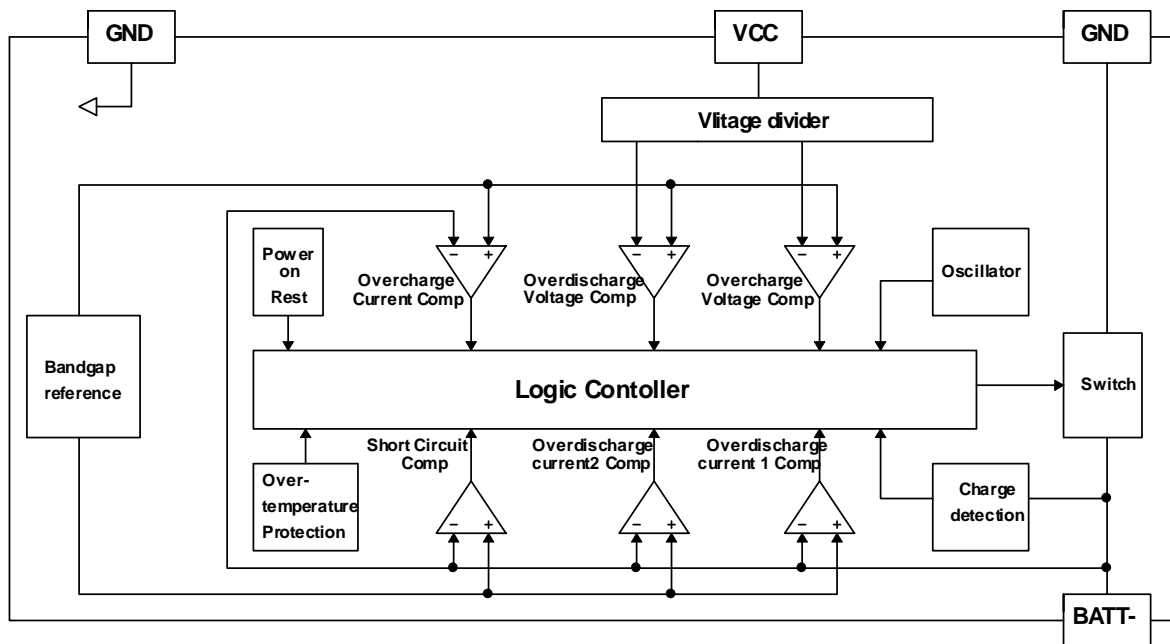 GND
VCC
GND
Vlitage divider
Power
on
Rest
− +
Overcharge
Current Comp
− +
Overdischarge
Voltage Comp
− +
Overcharge
Voltage Comp
Oscillator
Bandgap
reference
Logic Contoller
Switch
Short Circuit
Comp
− +
Overdischarge
current2 Comp
− +
Overdischarge
current 1 Comp
− +
Over-
temperature
Protection
Charge
detection
BATT-